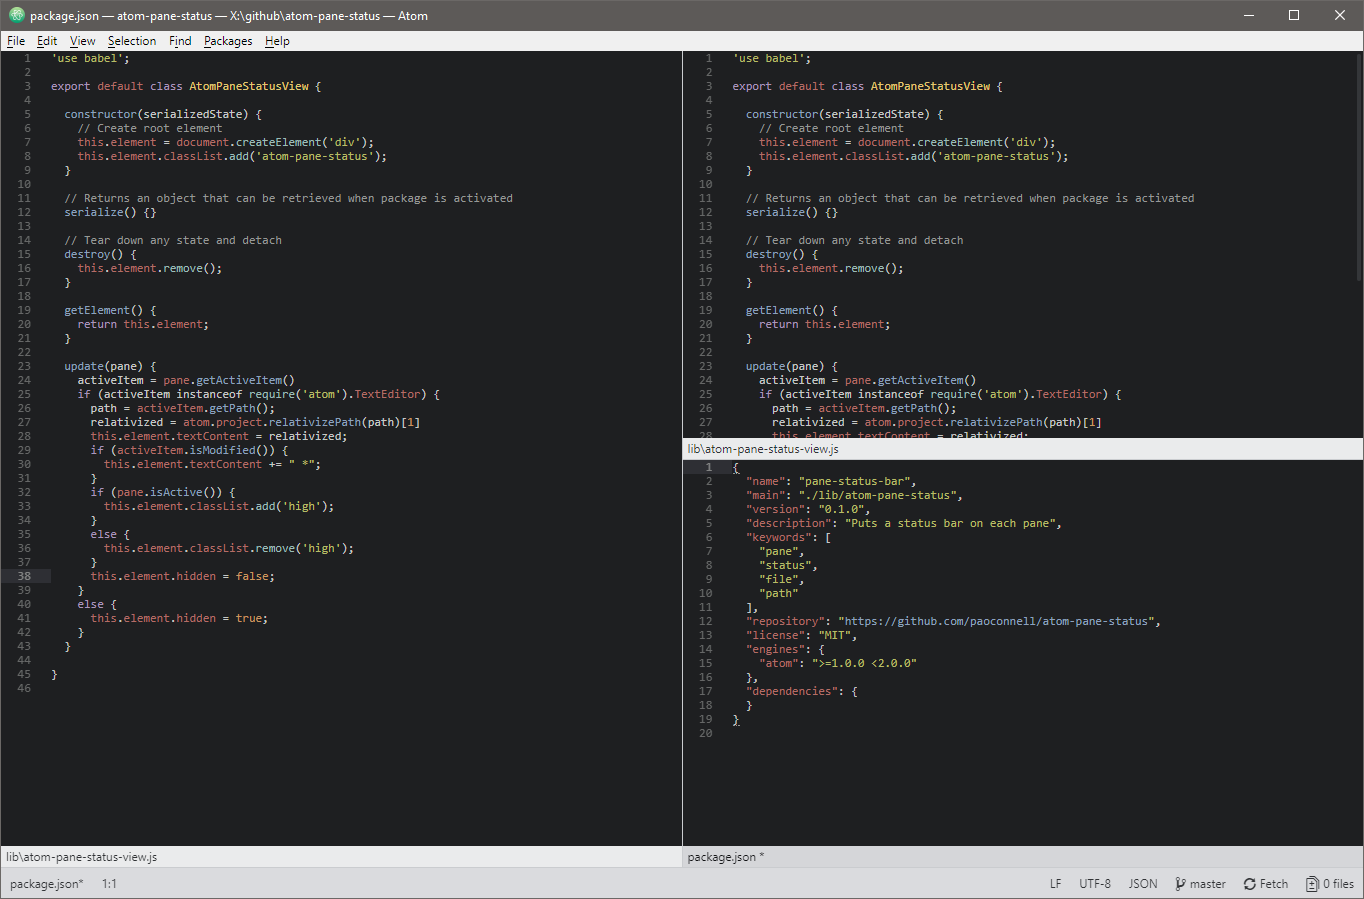 package.json — atom-pane-status — X:\github\atom-pane-status — Atom
File Edit View Selection Find Packages Help
1 'use babel';
2
3 export default class AtomPaneStatusView {
4
5   constructor(serializedState) {
6     // Create root element
7     this.element = document.createElement('div');
8     this.element.classList.add('atom-pane-status');
9   }
10
11   // Returns an object that can be retrieved when package is activated
12   serialize() {}
13
14   // Tear down any state and detach
15   destroy() {
16     this.element.remove();
17   }
18
19   getElement() {
20     return this.element;
21   }
22
23   update(pane) {
24     activeItem = pane.getActiveItem()
25     if (activeItem instanceof require('atom').TextEditor) {
26       path = activeItem.getPath();
27       relativized = atom.project.relativizePath(path)[1]
28       this.element.textContent = relativized;
29       if (activeItem.isModified()) {
30         this.element.textContent += " *";
31       }
32       if (pane.isActive()) {
33         this.element.classList.add('high');
34       }
35       else {
36         this.element.classList.remove('high');
37       }
38       this.element.hidden = false;
39     }
40     else {
41       this.element.hidden = true;
42     }
43   }
44
45 }
46
lib\atom-pane-status-view.js
1 'use babel';
2
3 export default class AtomPaneStatusView {
4
5   constructor(serializedState) {
6     // Create root element
7     this.element = document.createElement('div');
8     this.element.classList.add('atom-pane-status');
9   }
10
11   // Returns an object that can be retrieved when package is activated
12   serialize() {}
13
14   // Tear down any state and detach
15   destroy() {
16     this.element.remove();
17   }
18
19   getElement() {
20     return this.element;
21   }
22
23   update(pane) {
24     activeItem = pane.getActiveItem()
25     if (activeItem instanceof require('atom').TextEditor) {
26       path = activeItem.getPath();
27       relativized = atom.project.relativizePath(path)[1]
28       this.element.textContent = relativized;
lib\atom-pane-status-view.js
1 {
2   "name": "pane-status-bar",
3   "main": "./lib/atom-pane-status",
4   "version": "0.1.0",
5   "description": "Puts a status bar on each pane",
6   "keywords": [
7     "pane",
8     "status",
9     "file",
10     "path"
11   ],
12   "repository": "https://github.com/paoconnell/atom-pane-status",
13   "license": "MIT",
14   "engines": {
15     "atom": ">=1.0.0 <2.0.0"
16   },
17   "dependencies": {
18   }
19 }
20
package.json *
package.json* 1:1 LF UTF-8 JSON master Fetch 0 files